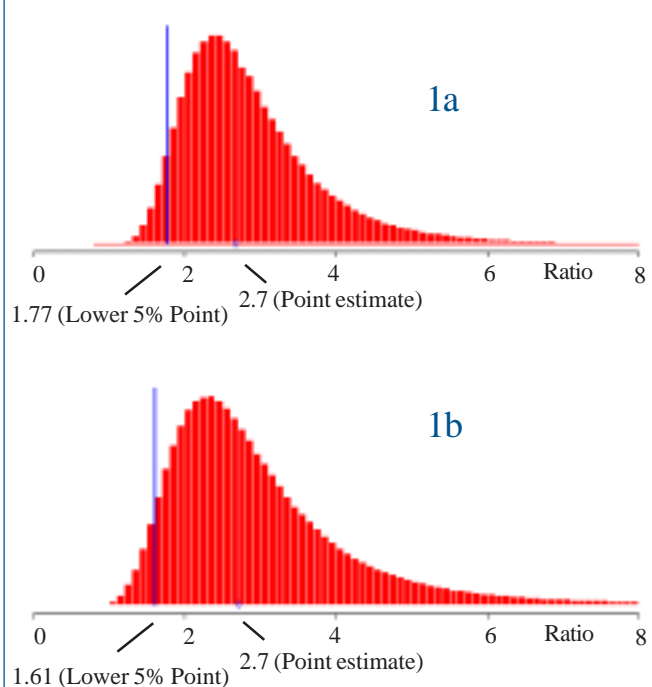 1a
0 2 4 6 Ratio 8
1.77 (Lower 5% Point) 2.7 (Point estimate)
1b
0 2 4 6 Ratio 8
1.61 (Lower 5% Point) 2.7 (Point estimate)